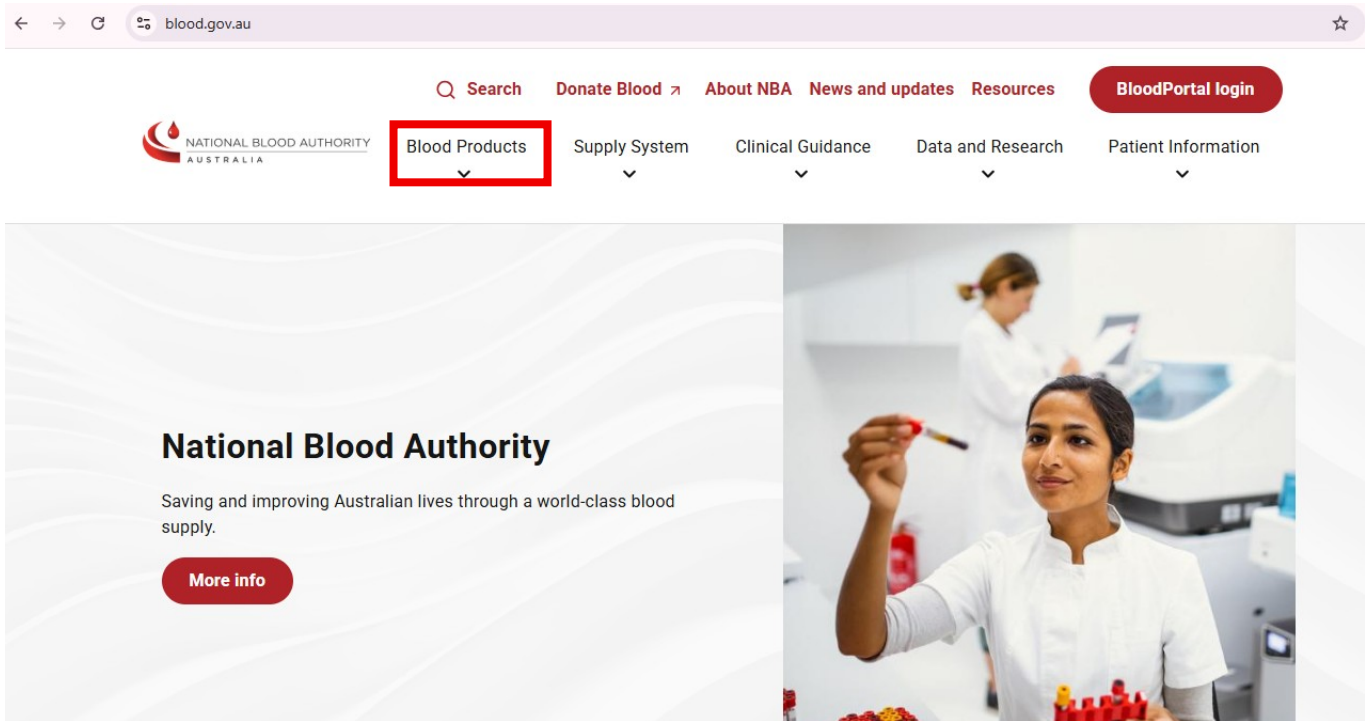 blood.gov.au
Search Donate Blood ↗ About NBA News and updates Resources BloodPortal login
NATIONAL BLOOD AUTHORITY
AUSTRALIA
Blood Products Supply System Clinical Guidance Data and Research Patient Information
National Blood Authority
Saving and improving Australian lives through a world-class blood
supply.
More info